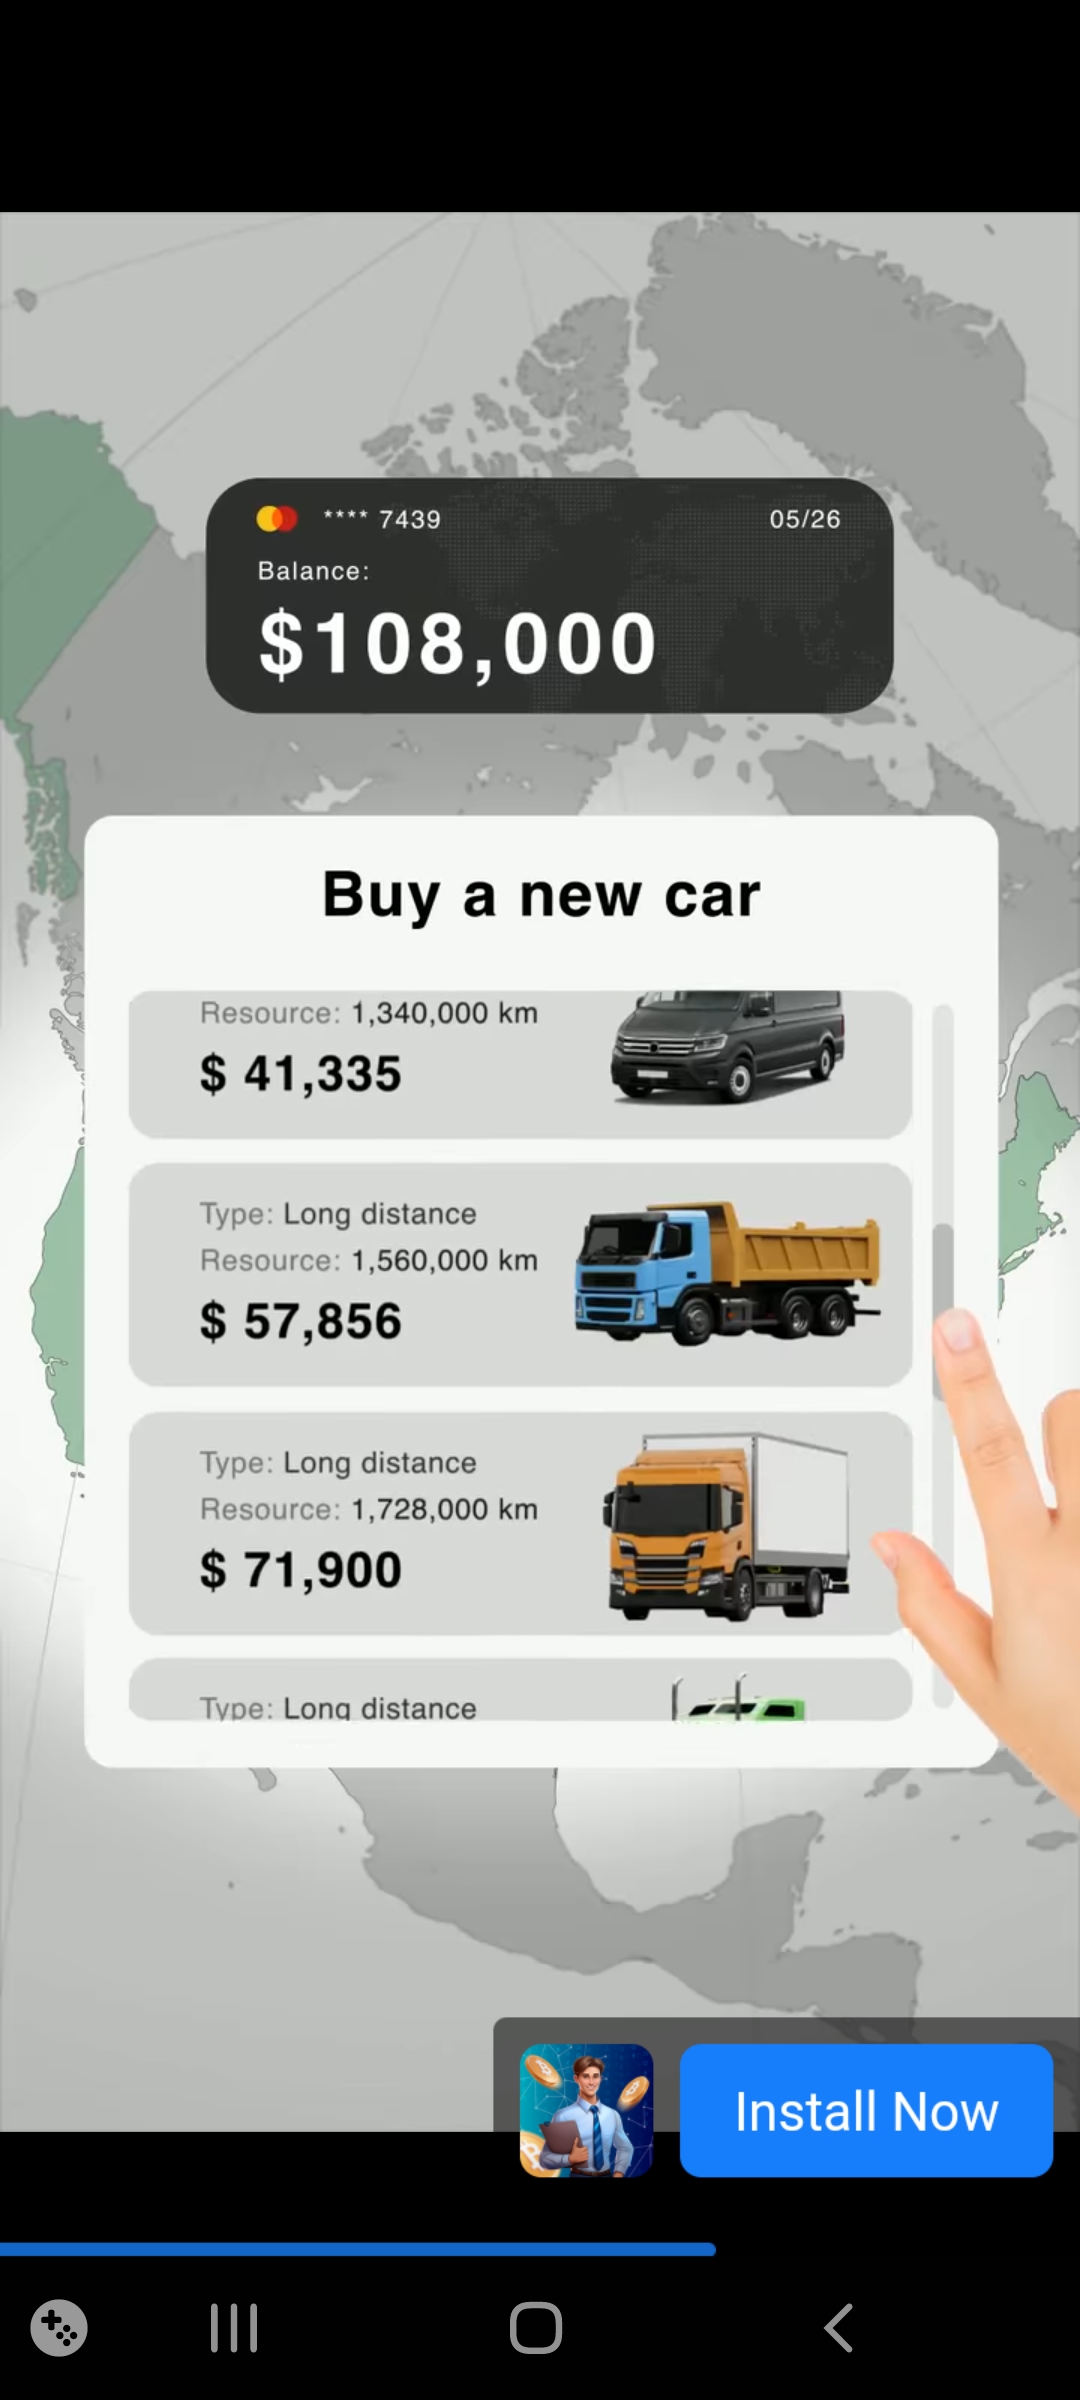 **** 7439 05/26
Balance:
$108,000
Buy a new car
Resource: 1,340,000 km
$ 41,335
Type: Long distance
Resource: 1,560,000 km
$ 57,856
Type: Long distance
Resource: 1,728,000 km
$ 71,900
Type: Long distance
Install Now